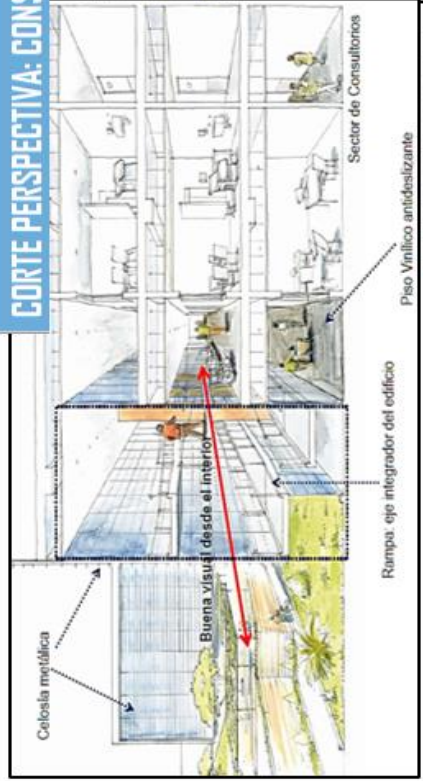 CORTE PERSPECTIVA: CONS
Celosía metálica
Buena visual desde el interior
Sector de Consultorios
Rampa: eje integrador del edificio
Piso Vinílico antideslizante